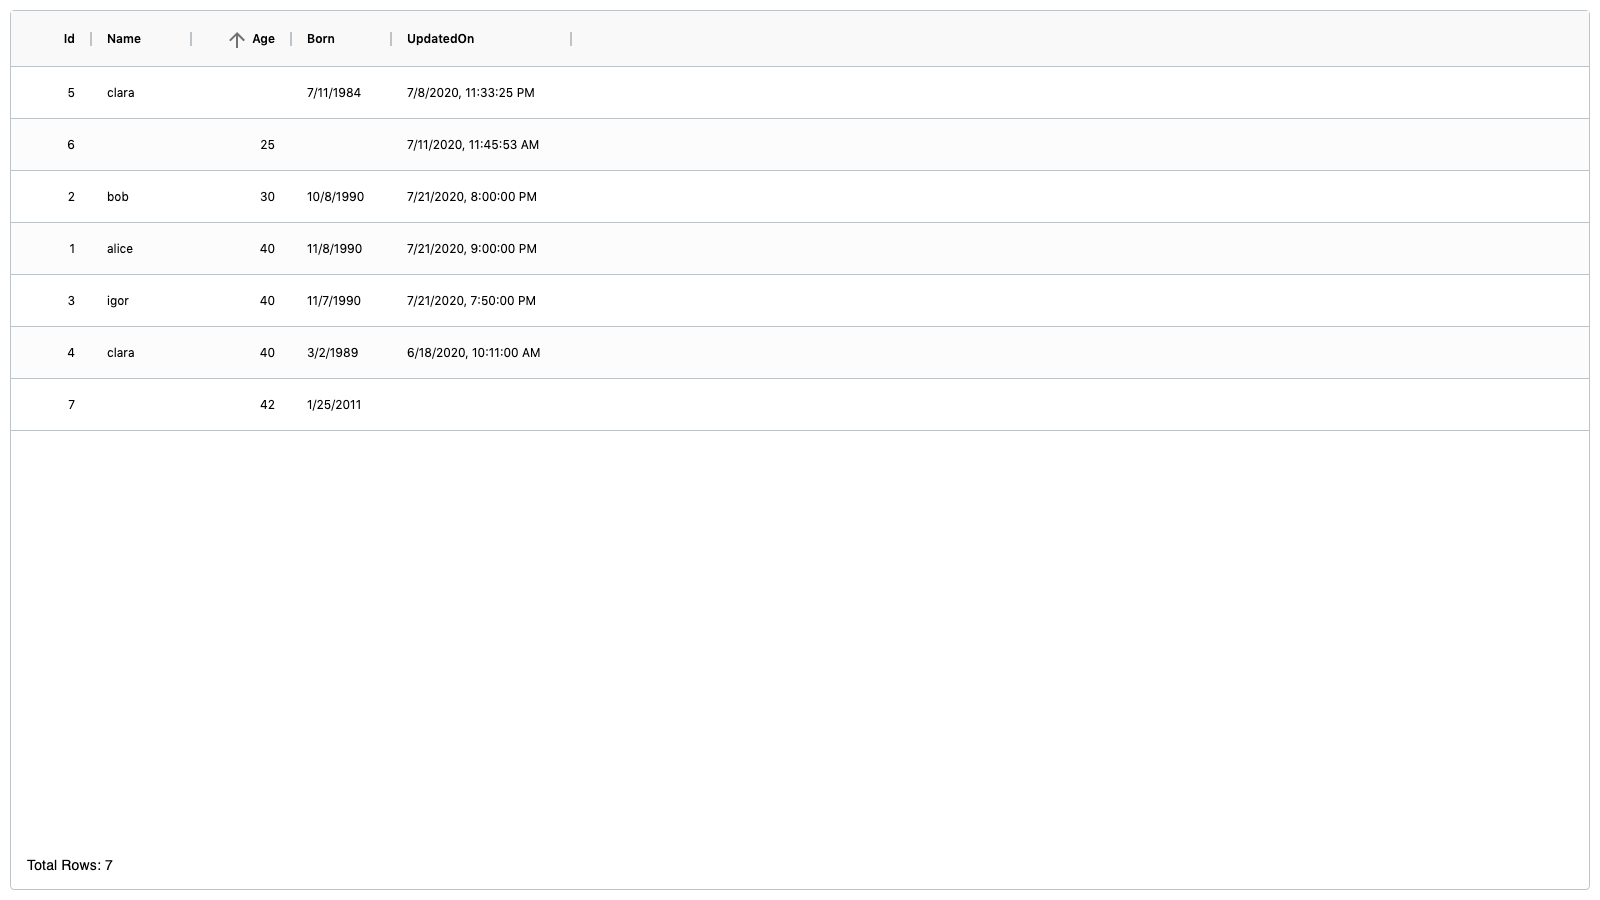 Id Name Age Born UpdatedOn
5 clara 7/11/1984 7/8/2020, 11:33:25 PM
6 25 7/11/2020, 11:45:53 AM
2 bob 30 10/8/1990 7/21/2020, 8:00:00 PM
1 alice 40 11/8/1990 7/21/2020, 9:00:00 PM
3 igor 40 11/7/1990 7/21/2020, 7:50:00 PM
4 clara 40 3/2/1989 6/18/2020, 10:11:00 AM
7 42 1/25/2011
Total Rows: 7